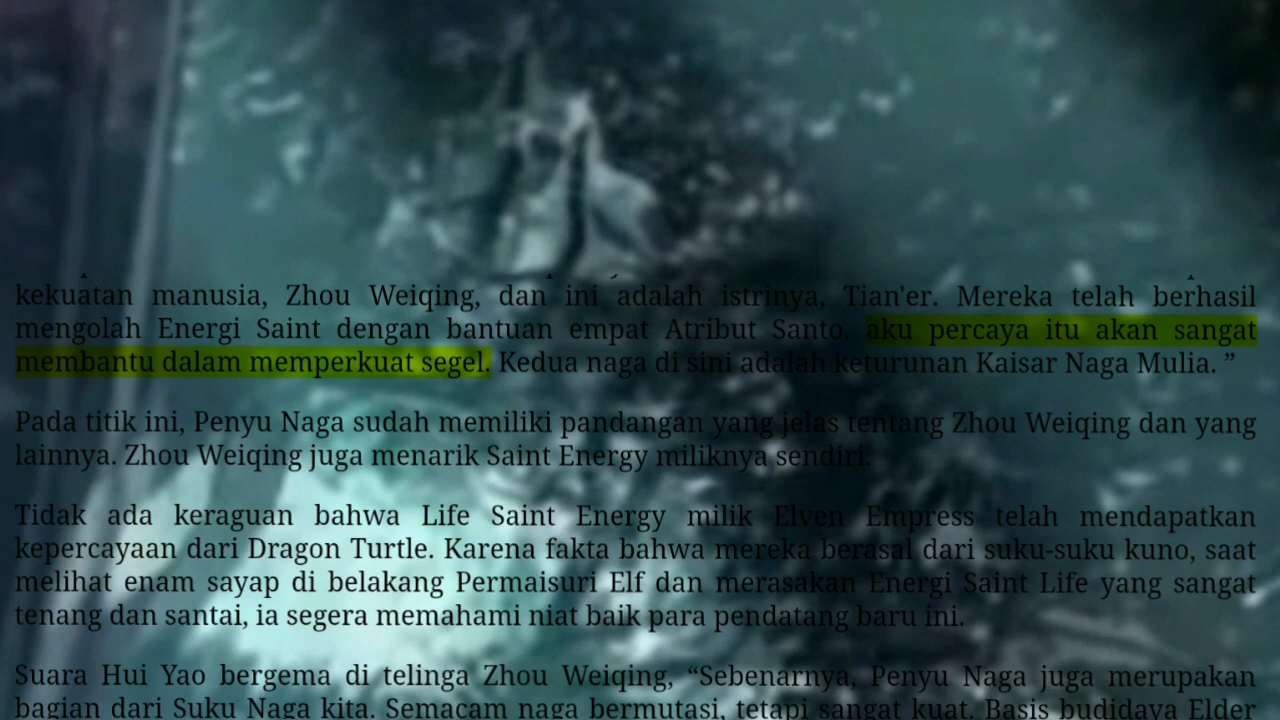 kekuatan manusia, Zhou Weiqing, dan ini adalah istrinya, Tian'er. Mereka telah berhasil
mengolah Energi Saint dengan bantuan empat Atribut Santo. aku percaya itu akan sangat
membantu dalam memperkuat segel. Kedua naga di sini adalah keturunan Kaisar Naga Mulia. ”
Pada titik ini, Penyu Naga sudah memiliki pandangan yang jelas tentang Zhou Weiqing dan yang
lainnya. Zhou Weiqing juga menarik Saint Energy miliknya sendiri.
Tidak ada keraguan bahwa Life Saint Energy milik Elven Empress telah mendapatkan
kepercayaan dari Dragon Turtle. Karena fakta bahwa mereka berasal dari suku-suku kuno, saat
melihat enam sayap di belakang Permaisuri Elf dan merasakan Energi Saint Life yang sangat
tenang dan santai, ia segera memahami niat baik para pendatang baru ini.
Suara Hui Yao bergema di telinga Zhou Weiqing, “Sebenarnya, Penyu Naga juga merupakan
bagian dari Suku Naga kita. Semacam naga bermutasi, tetapi sangat kuat. Basis budidaya Elder